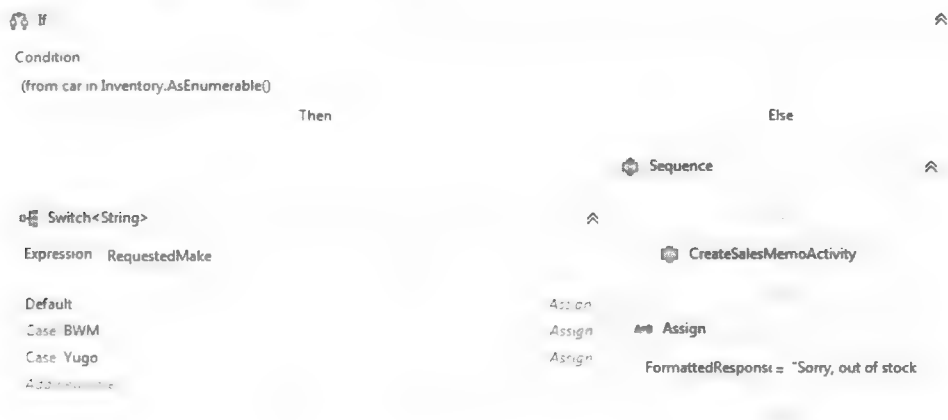 If
Condition
(from car in Inventory.AsEnumerable()
Then
Else
Sequence
Switch<String>
Expression RequestedMake
CreateSalesMemoActivity
Default Assign
Case BWM Assign
Case Yugo Assign
Assign
FormattedResponse = "Sorry, out of stock